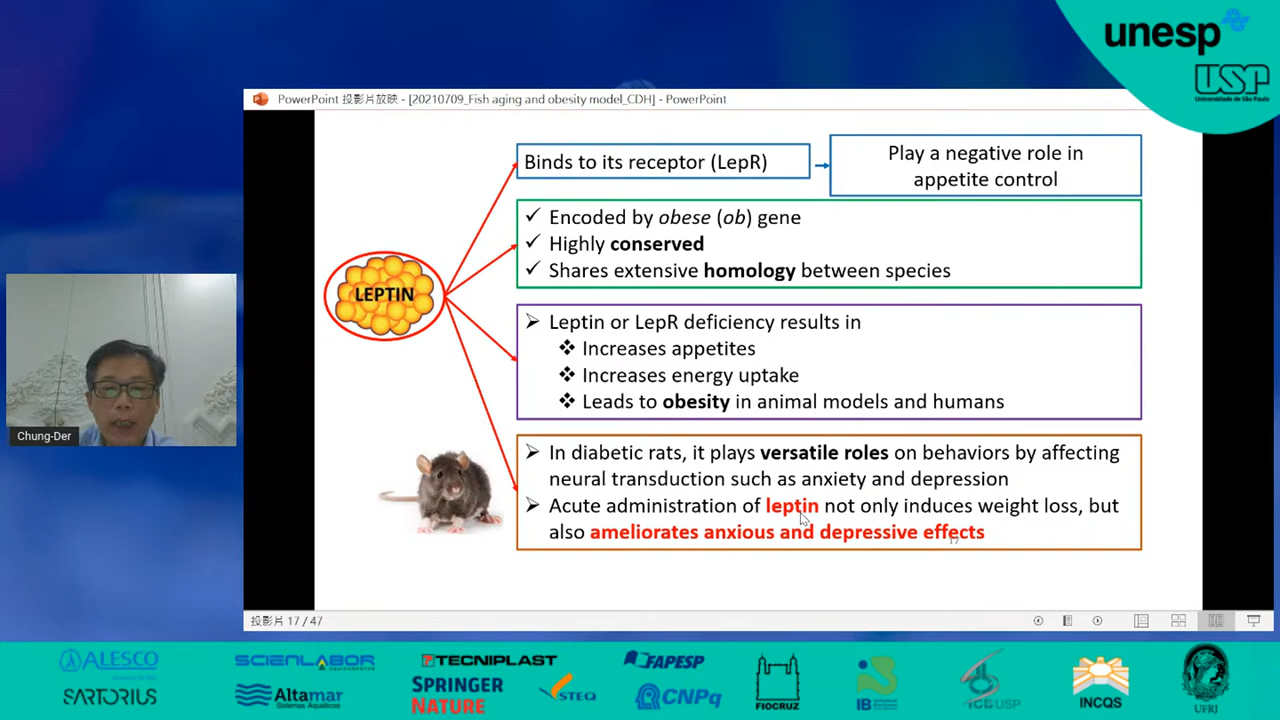 unesp
USP
Universidade de São Paulo
PowerPoint 投影片放映 - [20210709_Fish aging and obesity model_CDH] - PowerPoint
Binds to its receptor (LepR)
Play a negative role in
appetite control
✓ Encoded by obese (ob) gene
✓ Highly conserved
✓ Shares extensive homology between species
LEPTIN
➢ Leptin or LepR deficiency results in
❖ Increases appetites
❖ Increases energy uptake
❖ Leads to obesity in animal models and humans
Chung-Der
➢ In diabetic rats, it plays versatile roles on behaviors by affecting
neural transduction such as anxiety and depression
➢ Acute administration of leptin not only induces weight loss, but
also ameliorates anxious and depressive effects
17
投影片 17 / 47
ALESCO
SCIENLABOR
TECNIPLAST
FAPESP
SARTORIUS
Altamar
Sistemas Aquáticos
SPRINGER
NATURE
STEQ
CNPq
FIOCRUZ
IB
ICB USP
INCQS
UFRJ